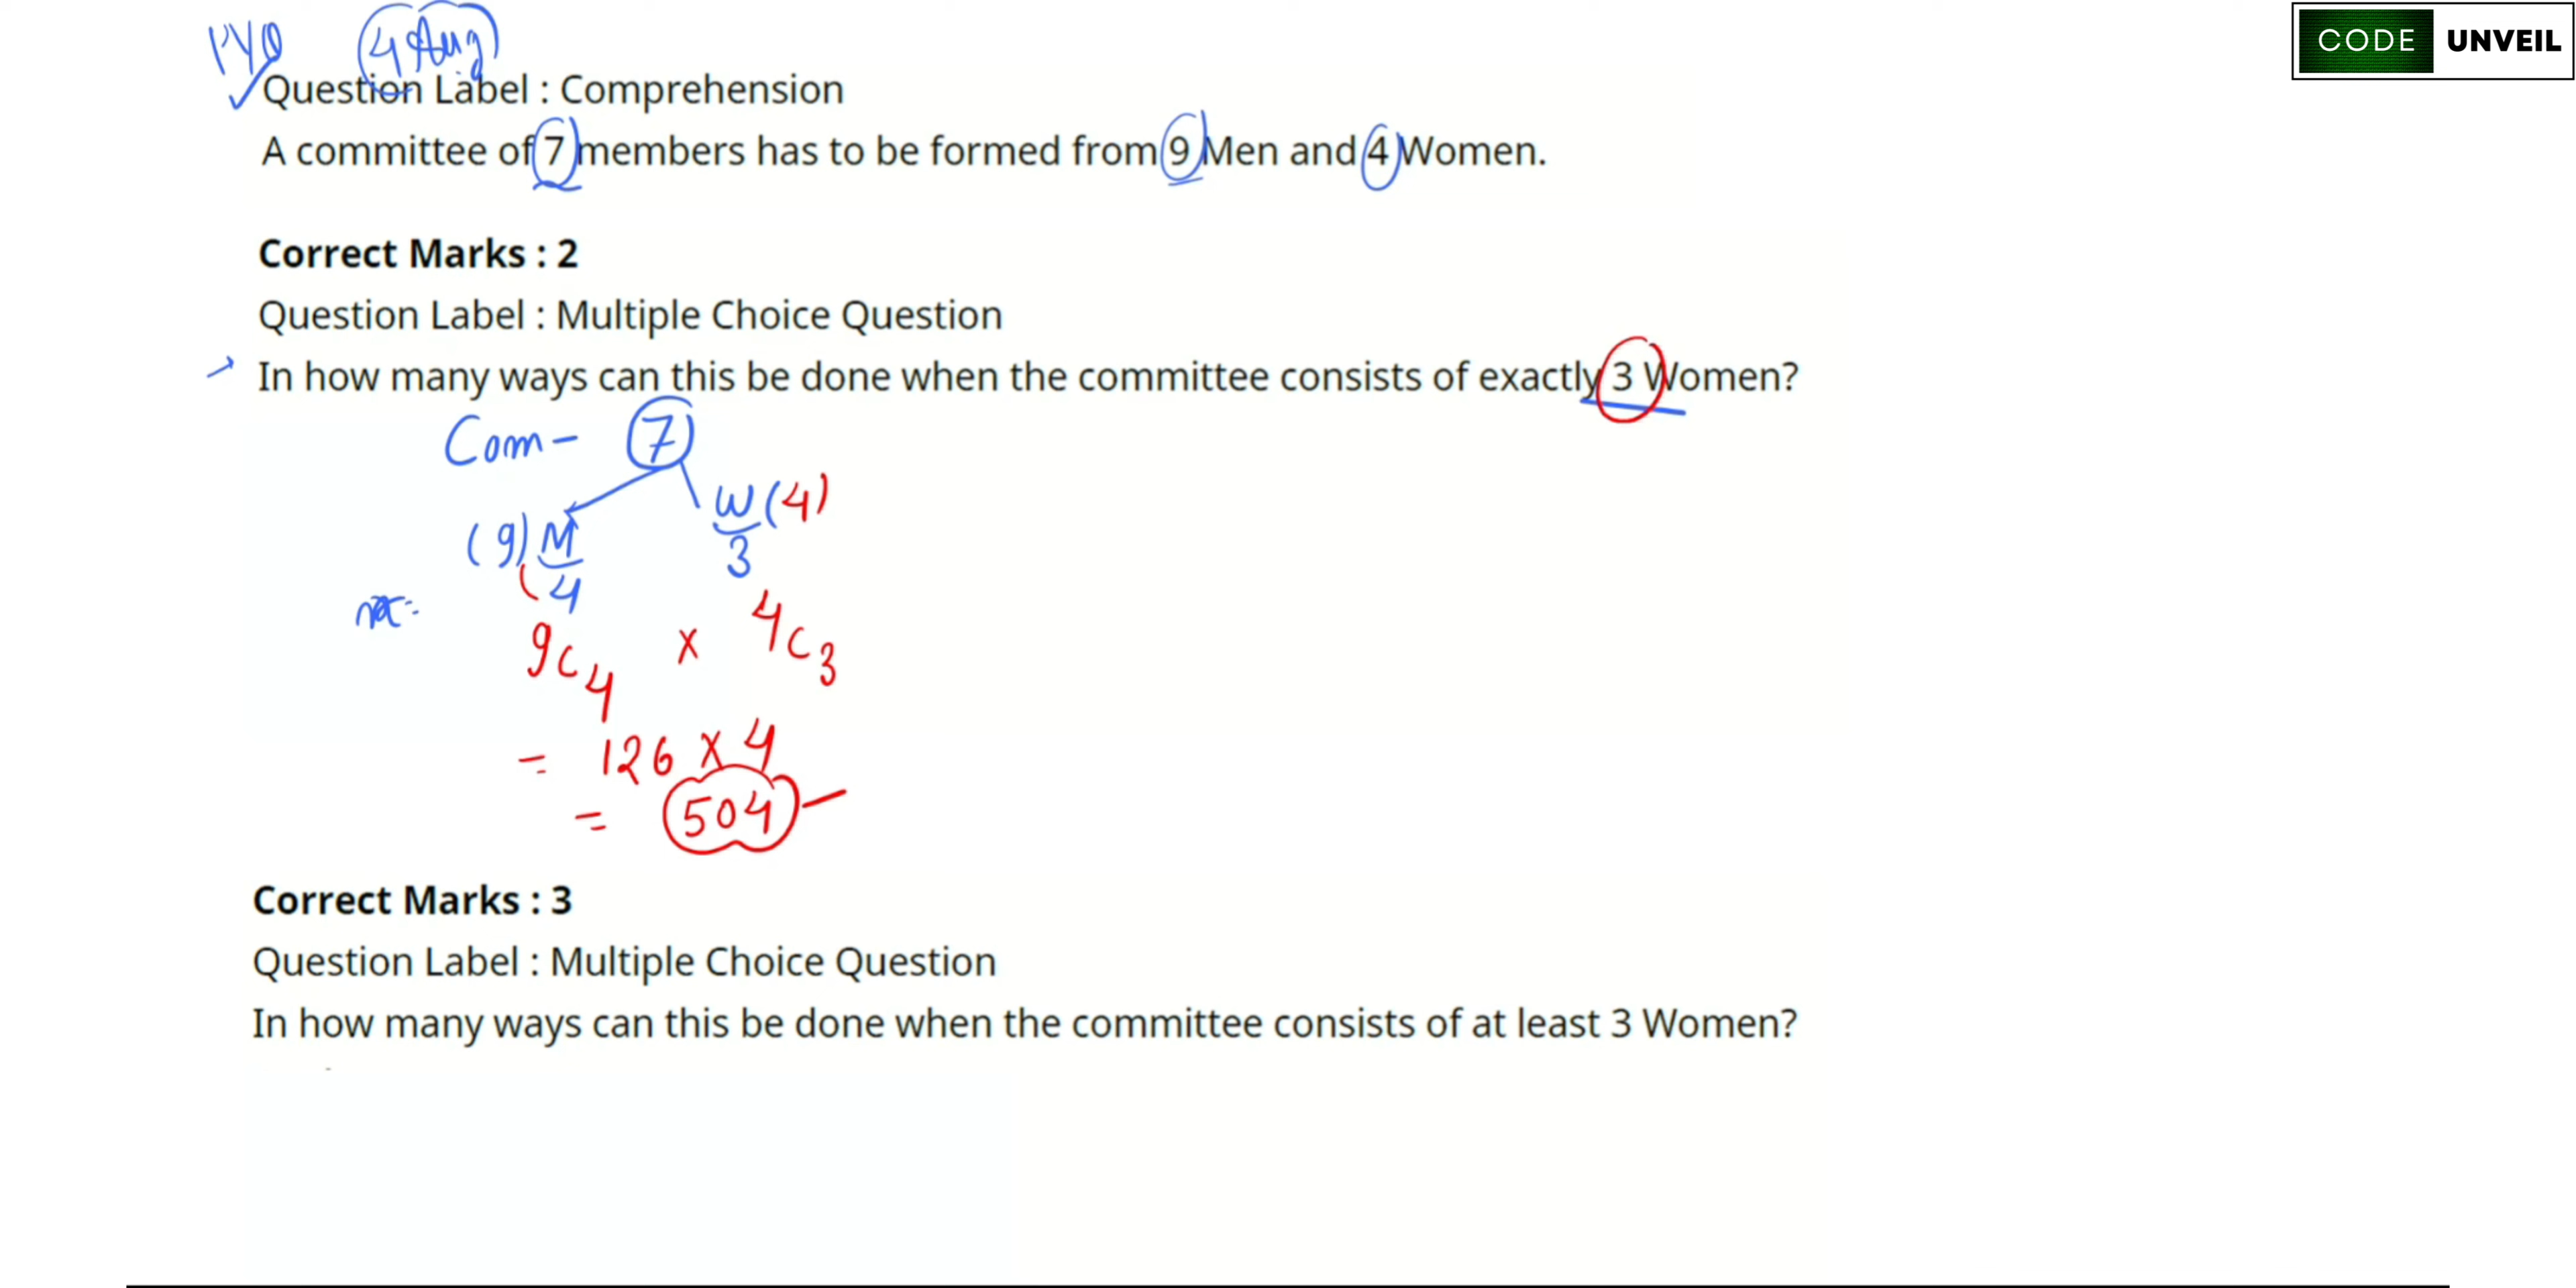 PYQ 4 Aug
CODE UNVEIL
Question Label : Comprehension
A committee of 7 members has to be formed from 9 Men and 4 Women.
Correct Marks : 2
Question Label : Multiple Choice Question
In how many ways can this be done when the committee consists of exactly 3 Women?
Com - 7
(9) M W (4)
4 3
9c4 x 4c3
= 126 x 4
= 504
Correct Marks : 3
Question Label : Multiple Choice Question
In how many ways can this be done when the committee consists of at least 3 Women?